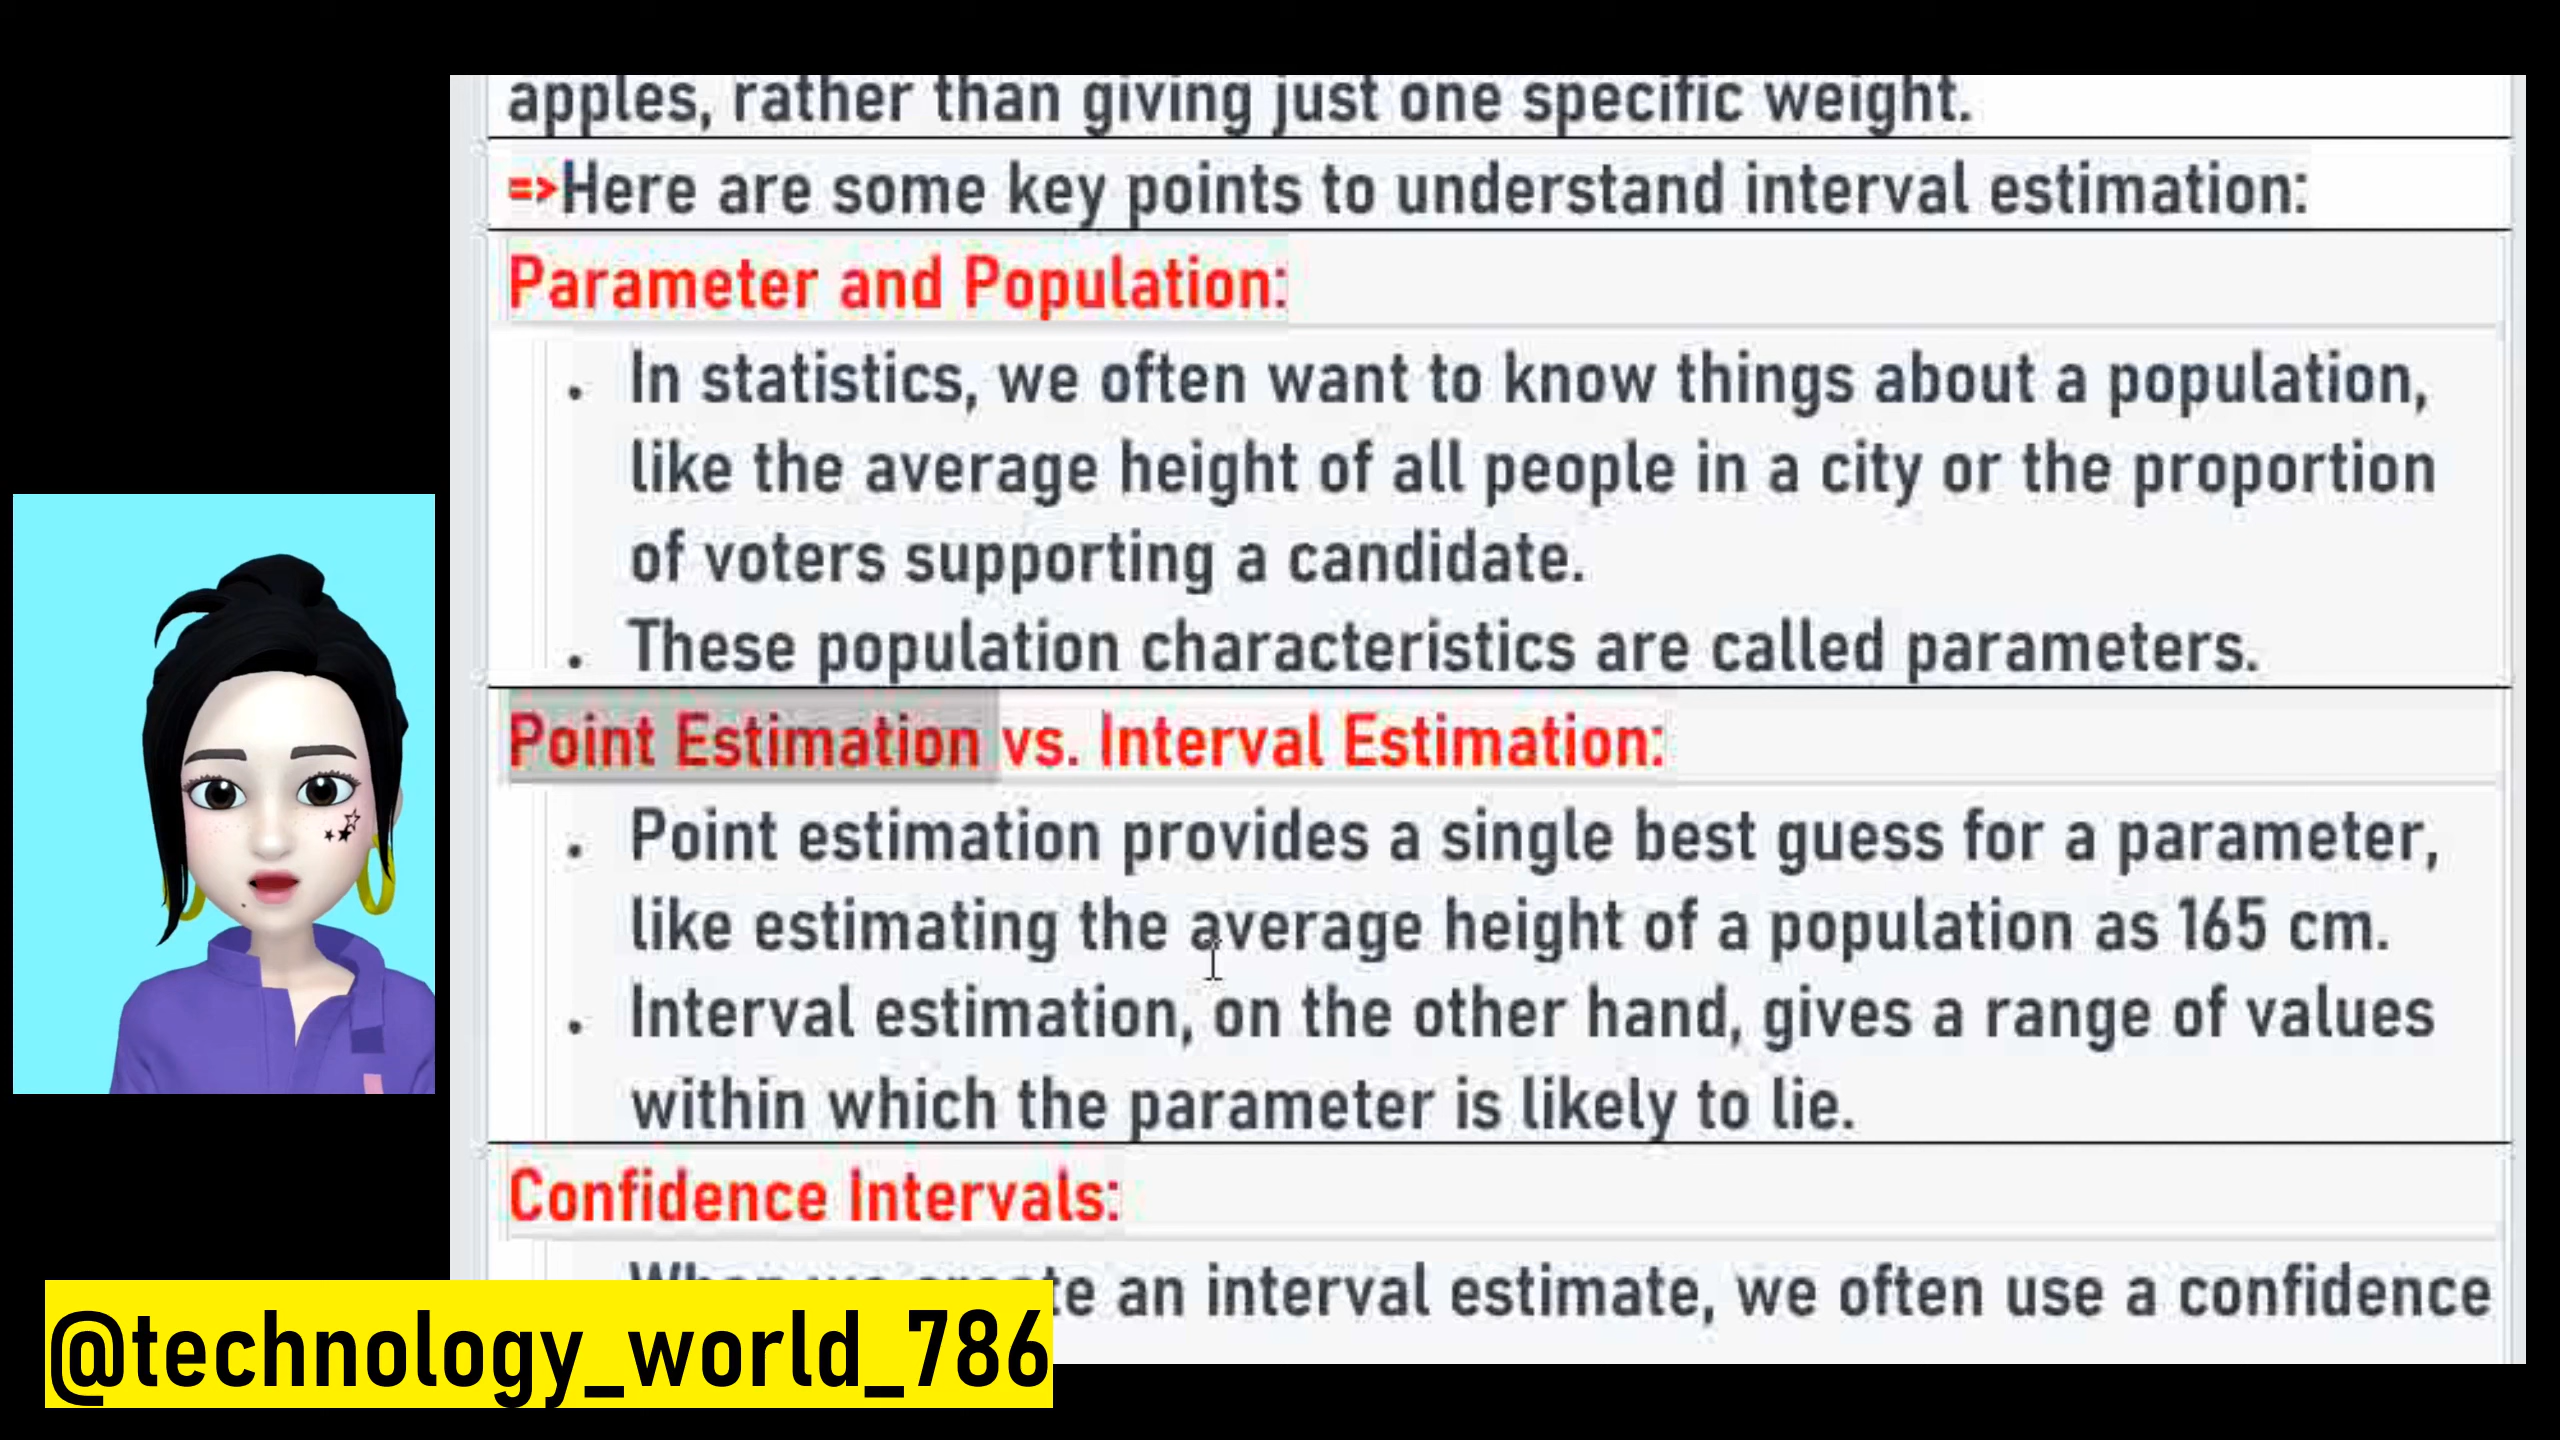 apples, rather than giving just one specific weight.
=>Here are some key points to understand interval estimation:
Parameter and Population:
• In statistics, we often want to know things about a population,
like the average height of all people in a city or the proportion
of voters supporting a candidate.
• These population characteristics are called parameters.
Point Estimation vs. Interval Estimation:
• Point estimation provides a single best guess for a parameter,
like estimating the average height of a population as 165 cm.
• Interval estimation, on the other hand, gives a range of values
within which the parameter is likely to lie.
Confidence Intervals:
an interval estimate, we often use a confidence
@technology_world_786